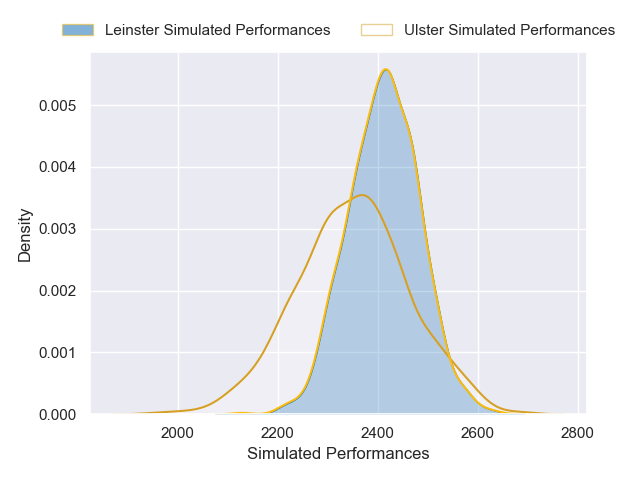 Leinster Simulated Performances
Ulster Simulated Performances
0.005
0.004
0.003
0.002
0.001
0.000
Density
2000
2200
2400
2600
2800
Simulated Performances